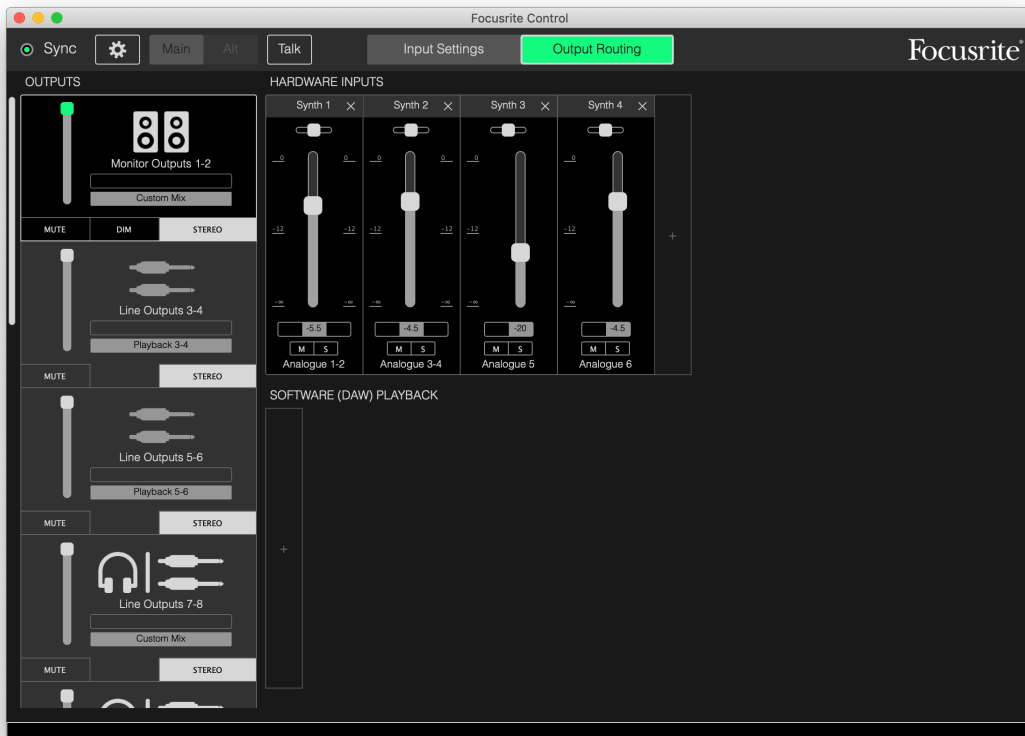 Focusrite Control
Sync Main Alt Talk Input Settings Output Routing Focusrite®
OUTPUTS
Monitor Outputs 1-2
Custom Mix
MUTE DIM STEREO
Line Outputs 3-4
Playback 3-4
MUTE STEREO
Line Outputs 5-6
Playback 5-6
MUTE STEREO
Line Outputs 7-8
Custom Mix
MUTE STEREO
HARDWARE INPUTS
Synth 1 × Synth 2 × Synth 3 × Synth 4 ×
0 0 0 0 0 0
-12 -12 -12 -12 -12 -12
-∞ -∞ -∞ -∞ -∞ -∞
+
-5.5 -4.5 -20 -4.5
M S M S M S M S
Analogue 1-2 Analogue 3-4 Analogue 5 Analogue 6
SOFTWARE (DAW) PLAYBACK
+